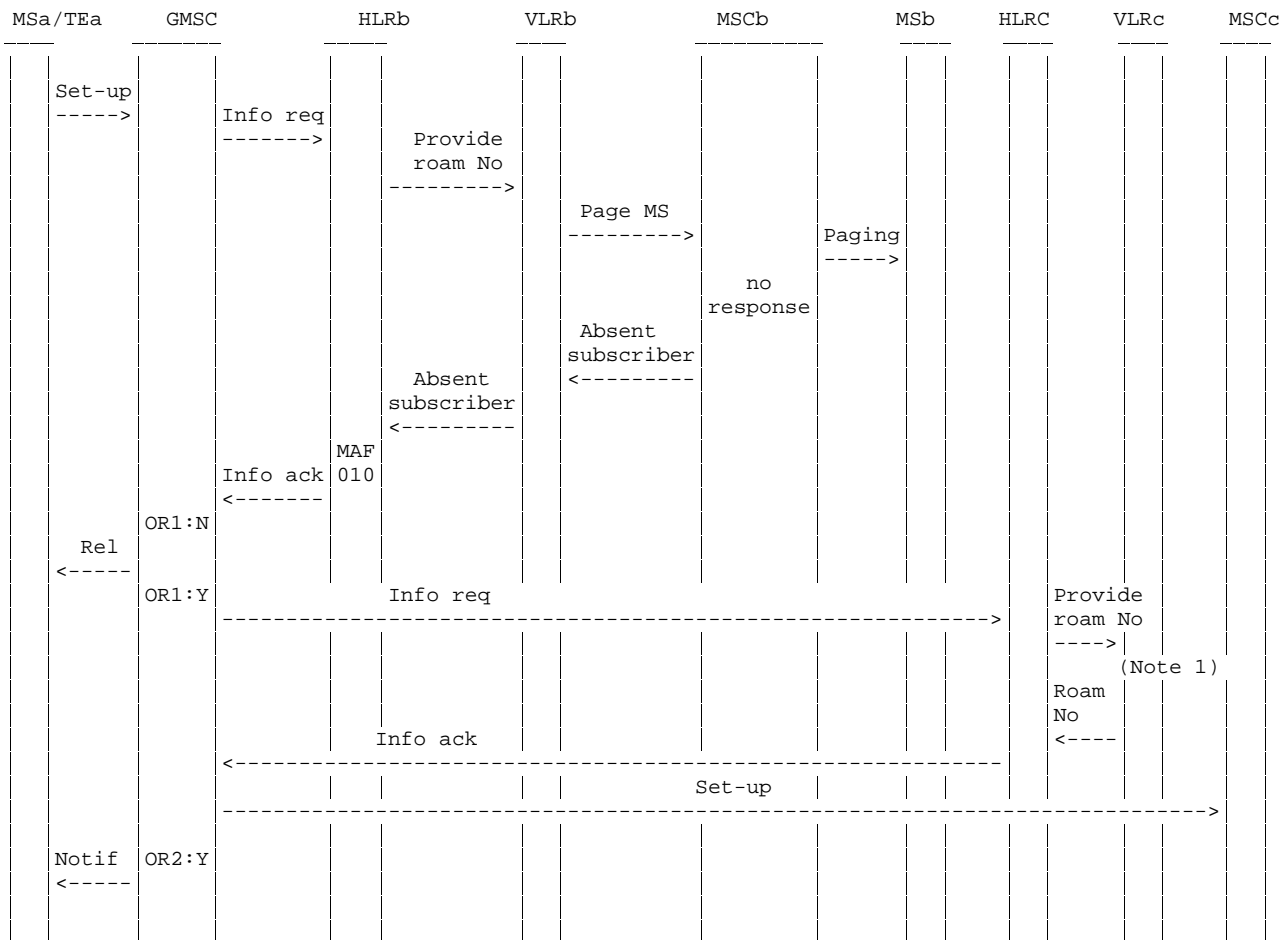 MSa/TEa GMSC HLRb VLRb MSCb MSb HLRC VLRc MSCc
Set-up
Info req
Provide
roam No
Page MS
Paging
no
response
Absent
subscriber
Absent
subscriber
MAF
Info ack 010
OR1:N
Rel
OR1:Y Info req Provide
roam No
(Note 1)
Roam
No
Info ack
Set-up
Notif OR2:Y